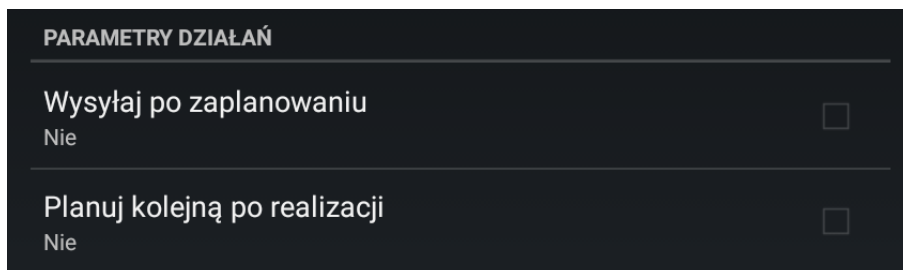 PARAMETRY DZIAŁAŃ
Wysyłaj po zaplanowaniu
Nie
Planuj kolejną po realizacji
Nie